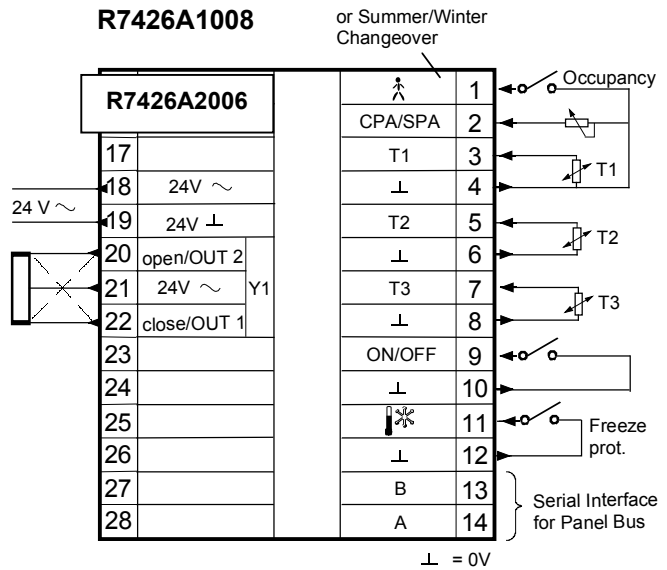 R7426A1008
or Summer/Winter
Changeover
R7426A2006
1
Occupancy
CPA/SPA
2
17
T1
3
T1
18
24V ~
⊥
4
24 V ~
19
24V ⊥
T2
5
T2
20
open/OUT 2
⊥
6
21
24V ~
Y1
T3
7
T3
22
close/OUT 1
⊥
8
23
ON/OFF
9
24
⊥
10
25
11
Freeze
prot.
26
⊥
12
27
B
13
Serial Interface
for Panel Bus
28
A
14
⊥ = 0V